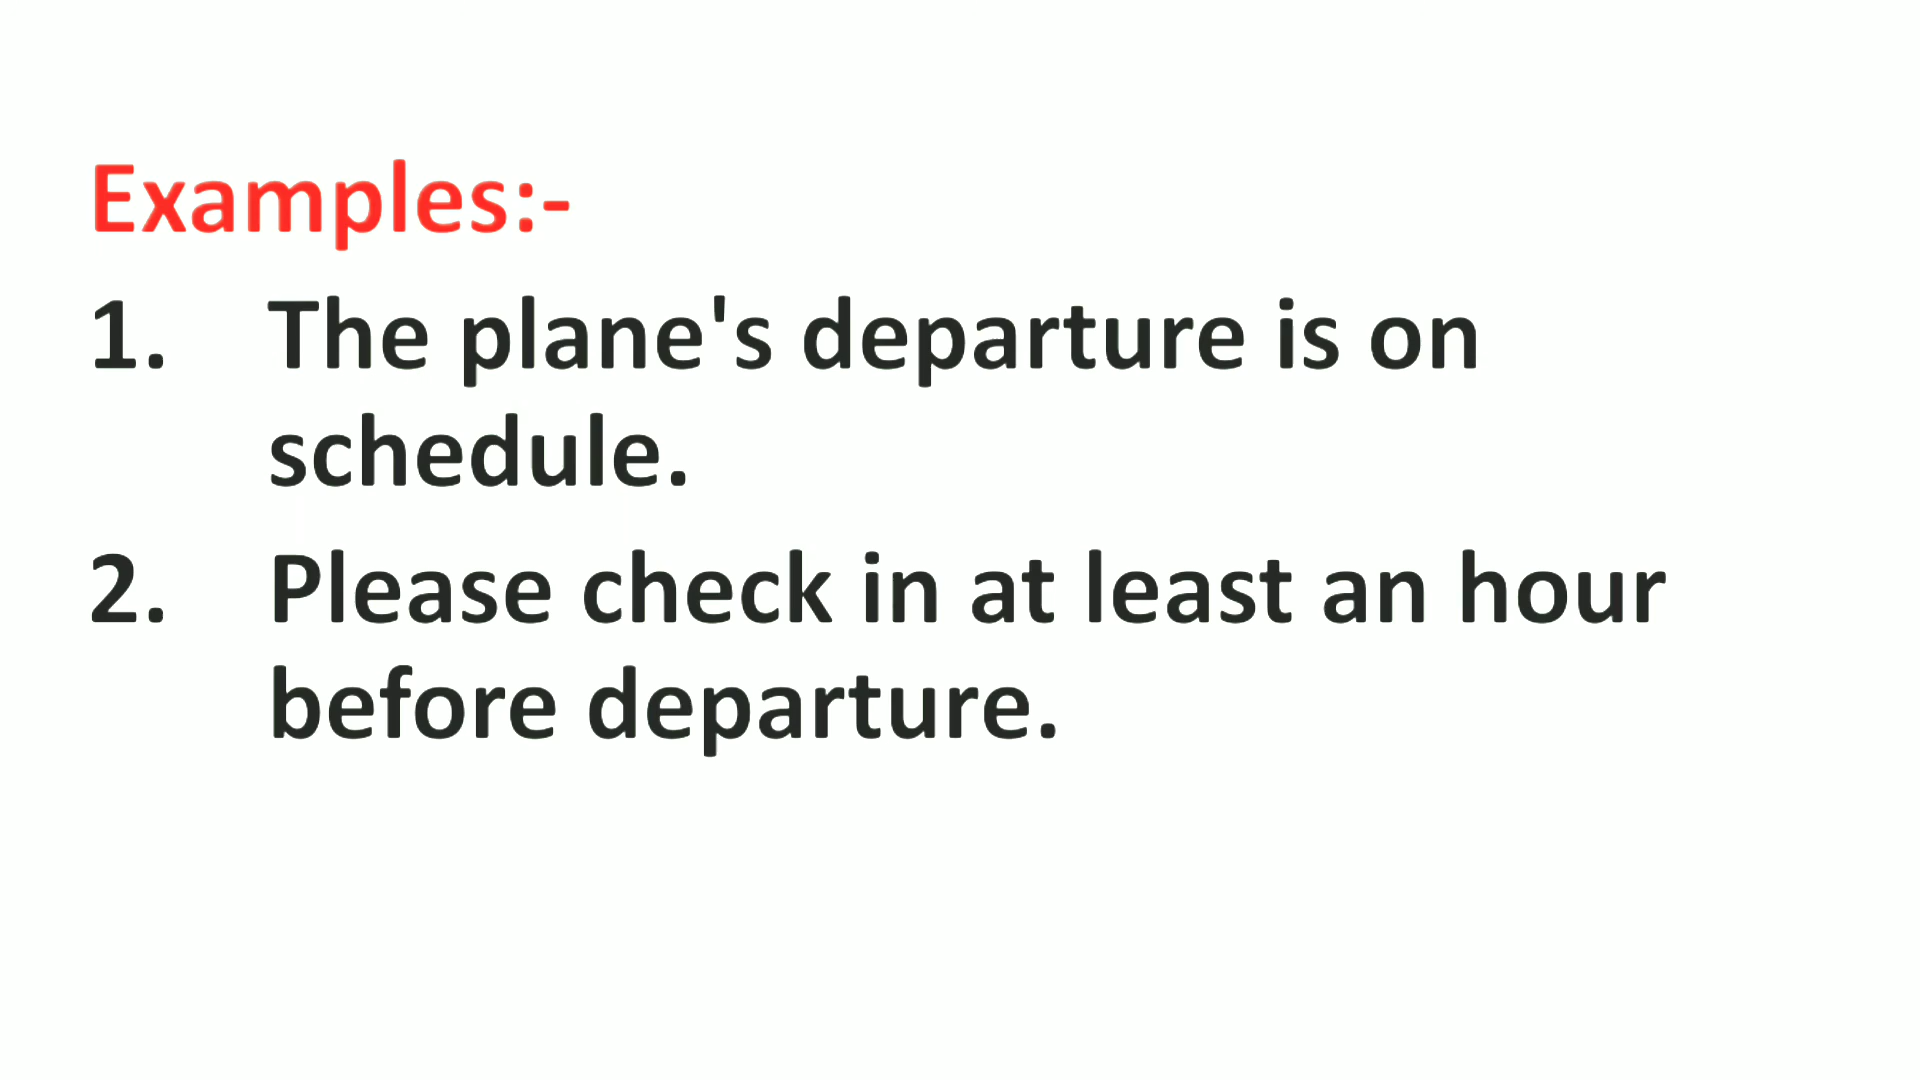 Examples:-
1. The plane's departure is on
schedule.
2. Please check in at least an hour
before departure.